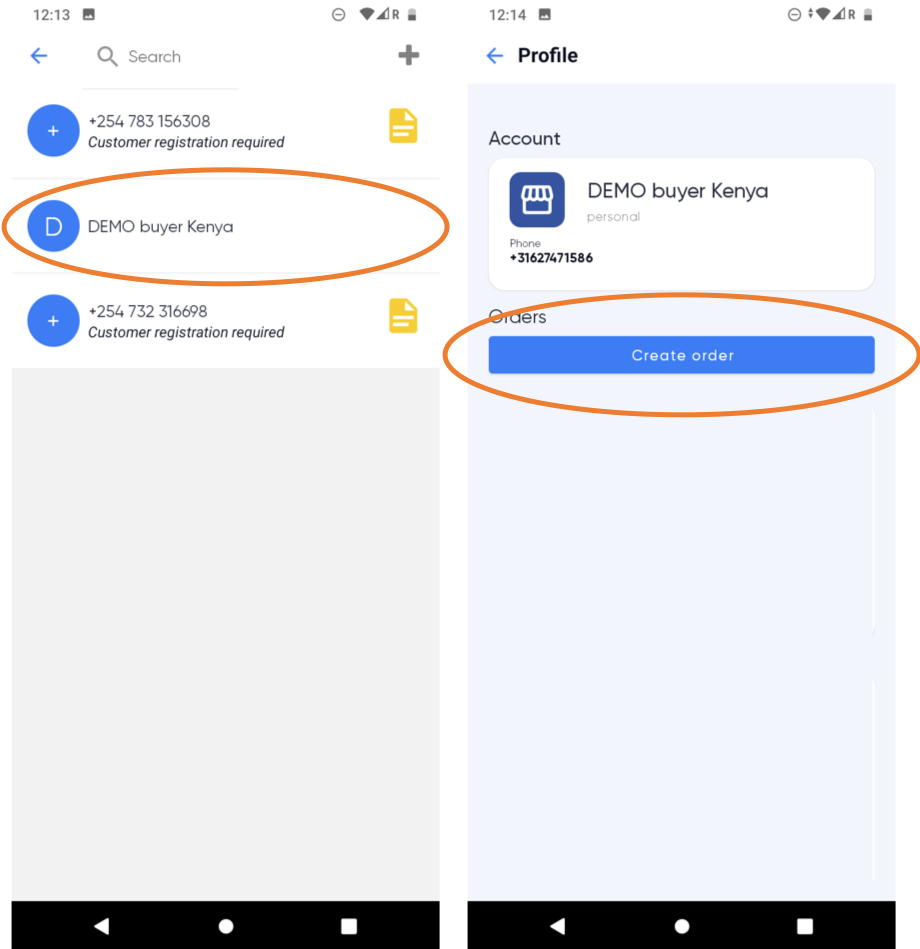 12:13
R
Search
+254 783 156308
Customer registration required
D
DEMO buyer Kenya
+254 732 316698
Customer registration required
12:14
R
Profile
Account
DEMO buyer Kenya
personal
Phone
+31627471586
Orders
Create order